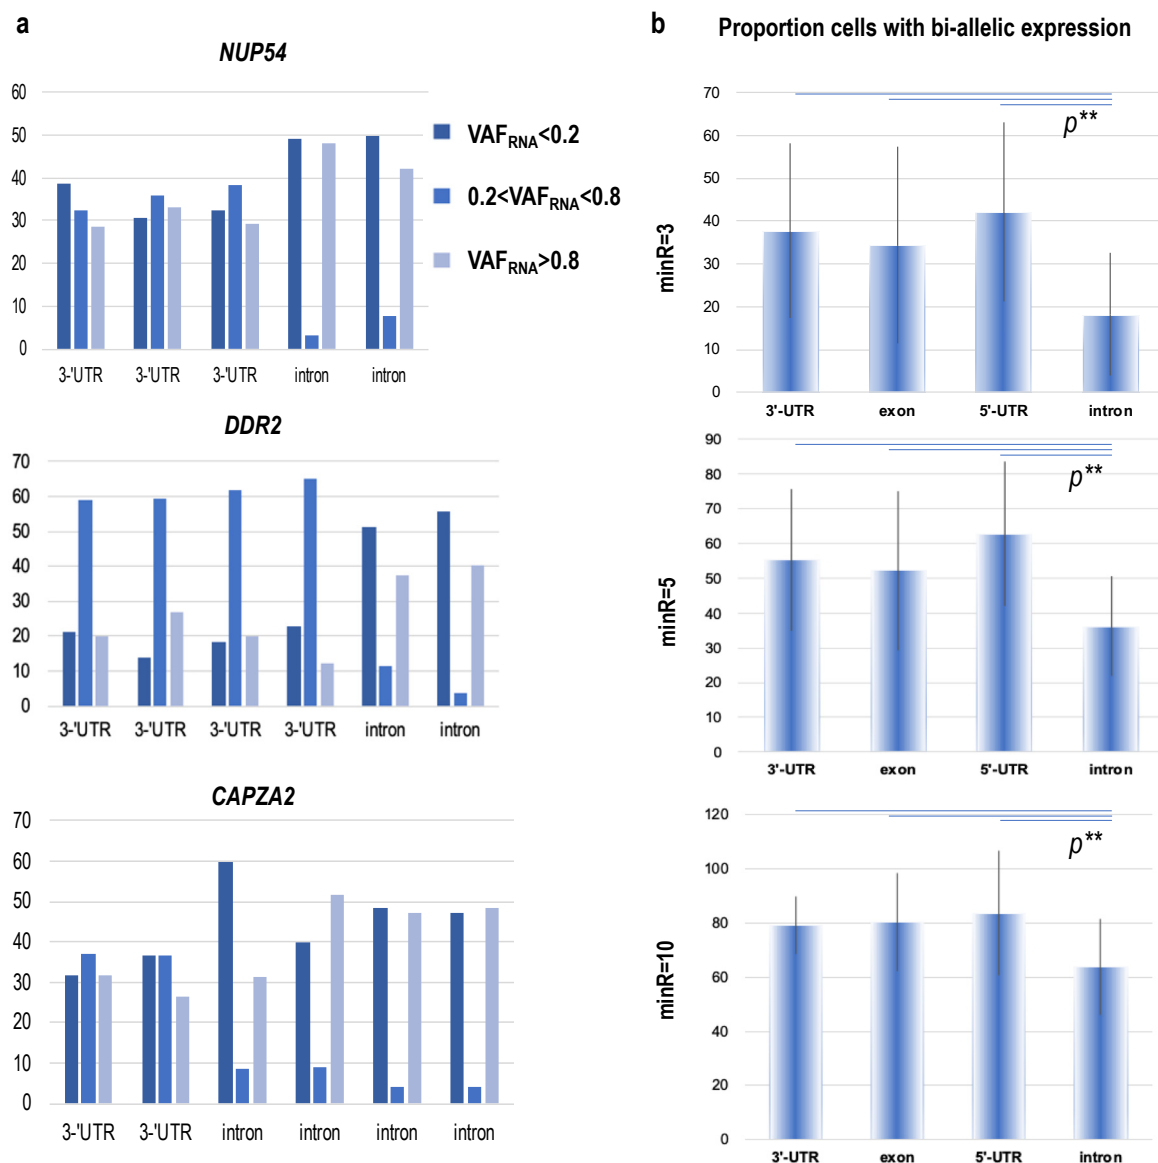 a
NUP54
60
50
40
30
20
10
0
3-'UTR 3-'UTR 3-'UTR intron intron
VAFRNA<0.2
0.2<VAFRNA<0.8
VAFRNA>0.8
DDR2
70
60
50
40
30
20
10
0
3-'UTR 3-'UTR 3-'UTR 3-'UTR intron intron
CAPZA2
70
60
50
40
30
20
10
0
3-'UTR 3-'UTR intron intron intron intron
b Proportion cells with bi-allelic expression
minR=3
70
60
50
40
30
20
10
0
p**
3'-UTR exon 5'-UTR intron
minR=5
90
80
70
60
50
40
30
20
10
0
p**
3'-UTR exon 5'-UTR intron
minR=10
120
100
80
60
40
20
0
p**
3'-UTR exon 5'-UTR intron